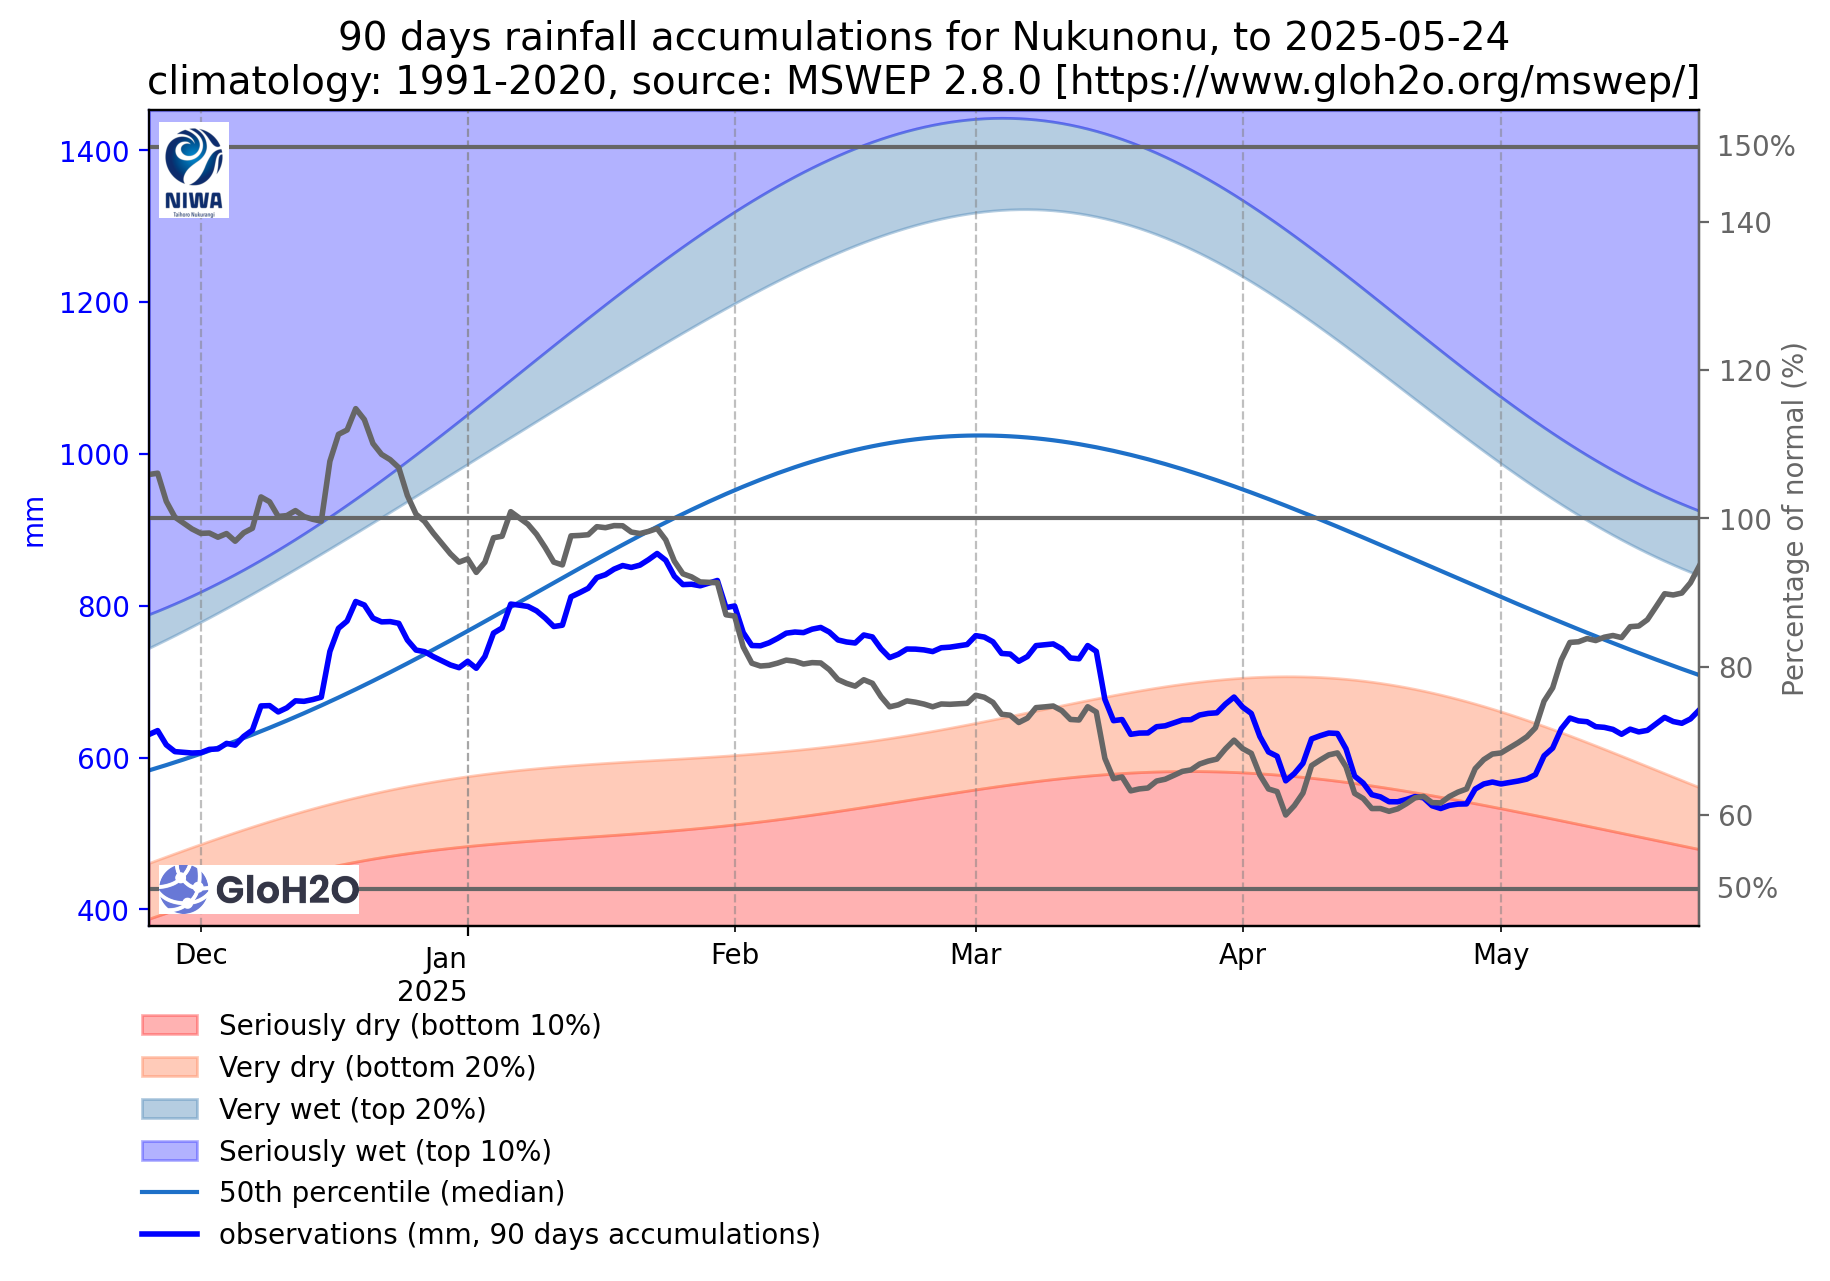 90 days rainfall accumulations for Nukunonu, to 2025-05-24
climatology: 1991-2020, source: MSWEP 2.8.0 [https://www.gloh2o.org/mswep/]
1400
1200
1000
800
600
400
mm
NIWA
Taihoro Nukurangi
GloH2O
150%
140
120
100
80
60
50%
Percentage of normal (%)
Dec
Jan
2025
Feb
Mar
Apr
May
Seriously dry (bottom 10%)
Very dry (bottom 20%)
Very wet (top 20%)
Seriously wet (top 10%)
50th percentile (median)
observations (mm, 90 days accumulations)